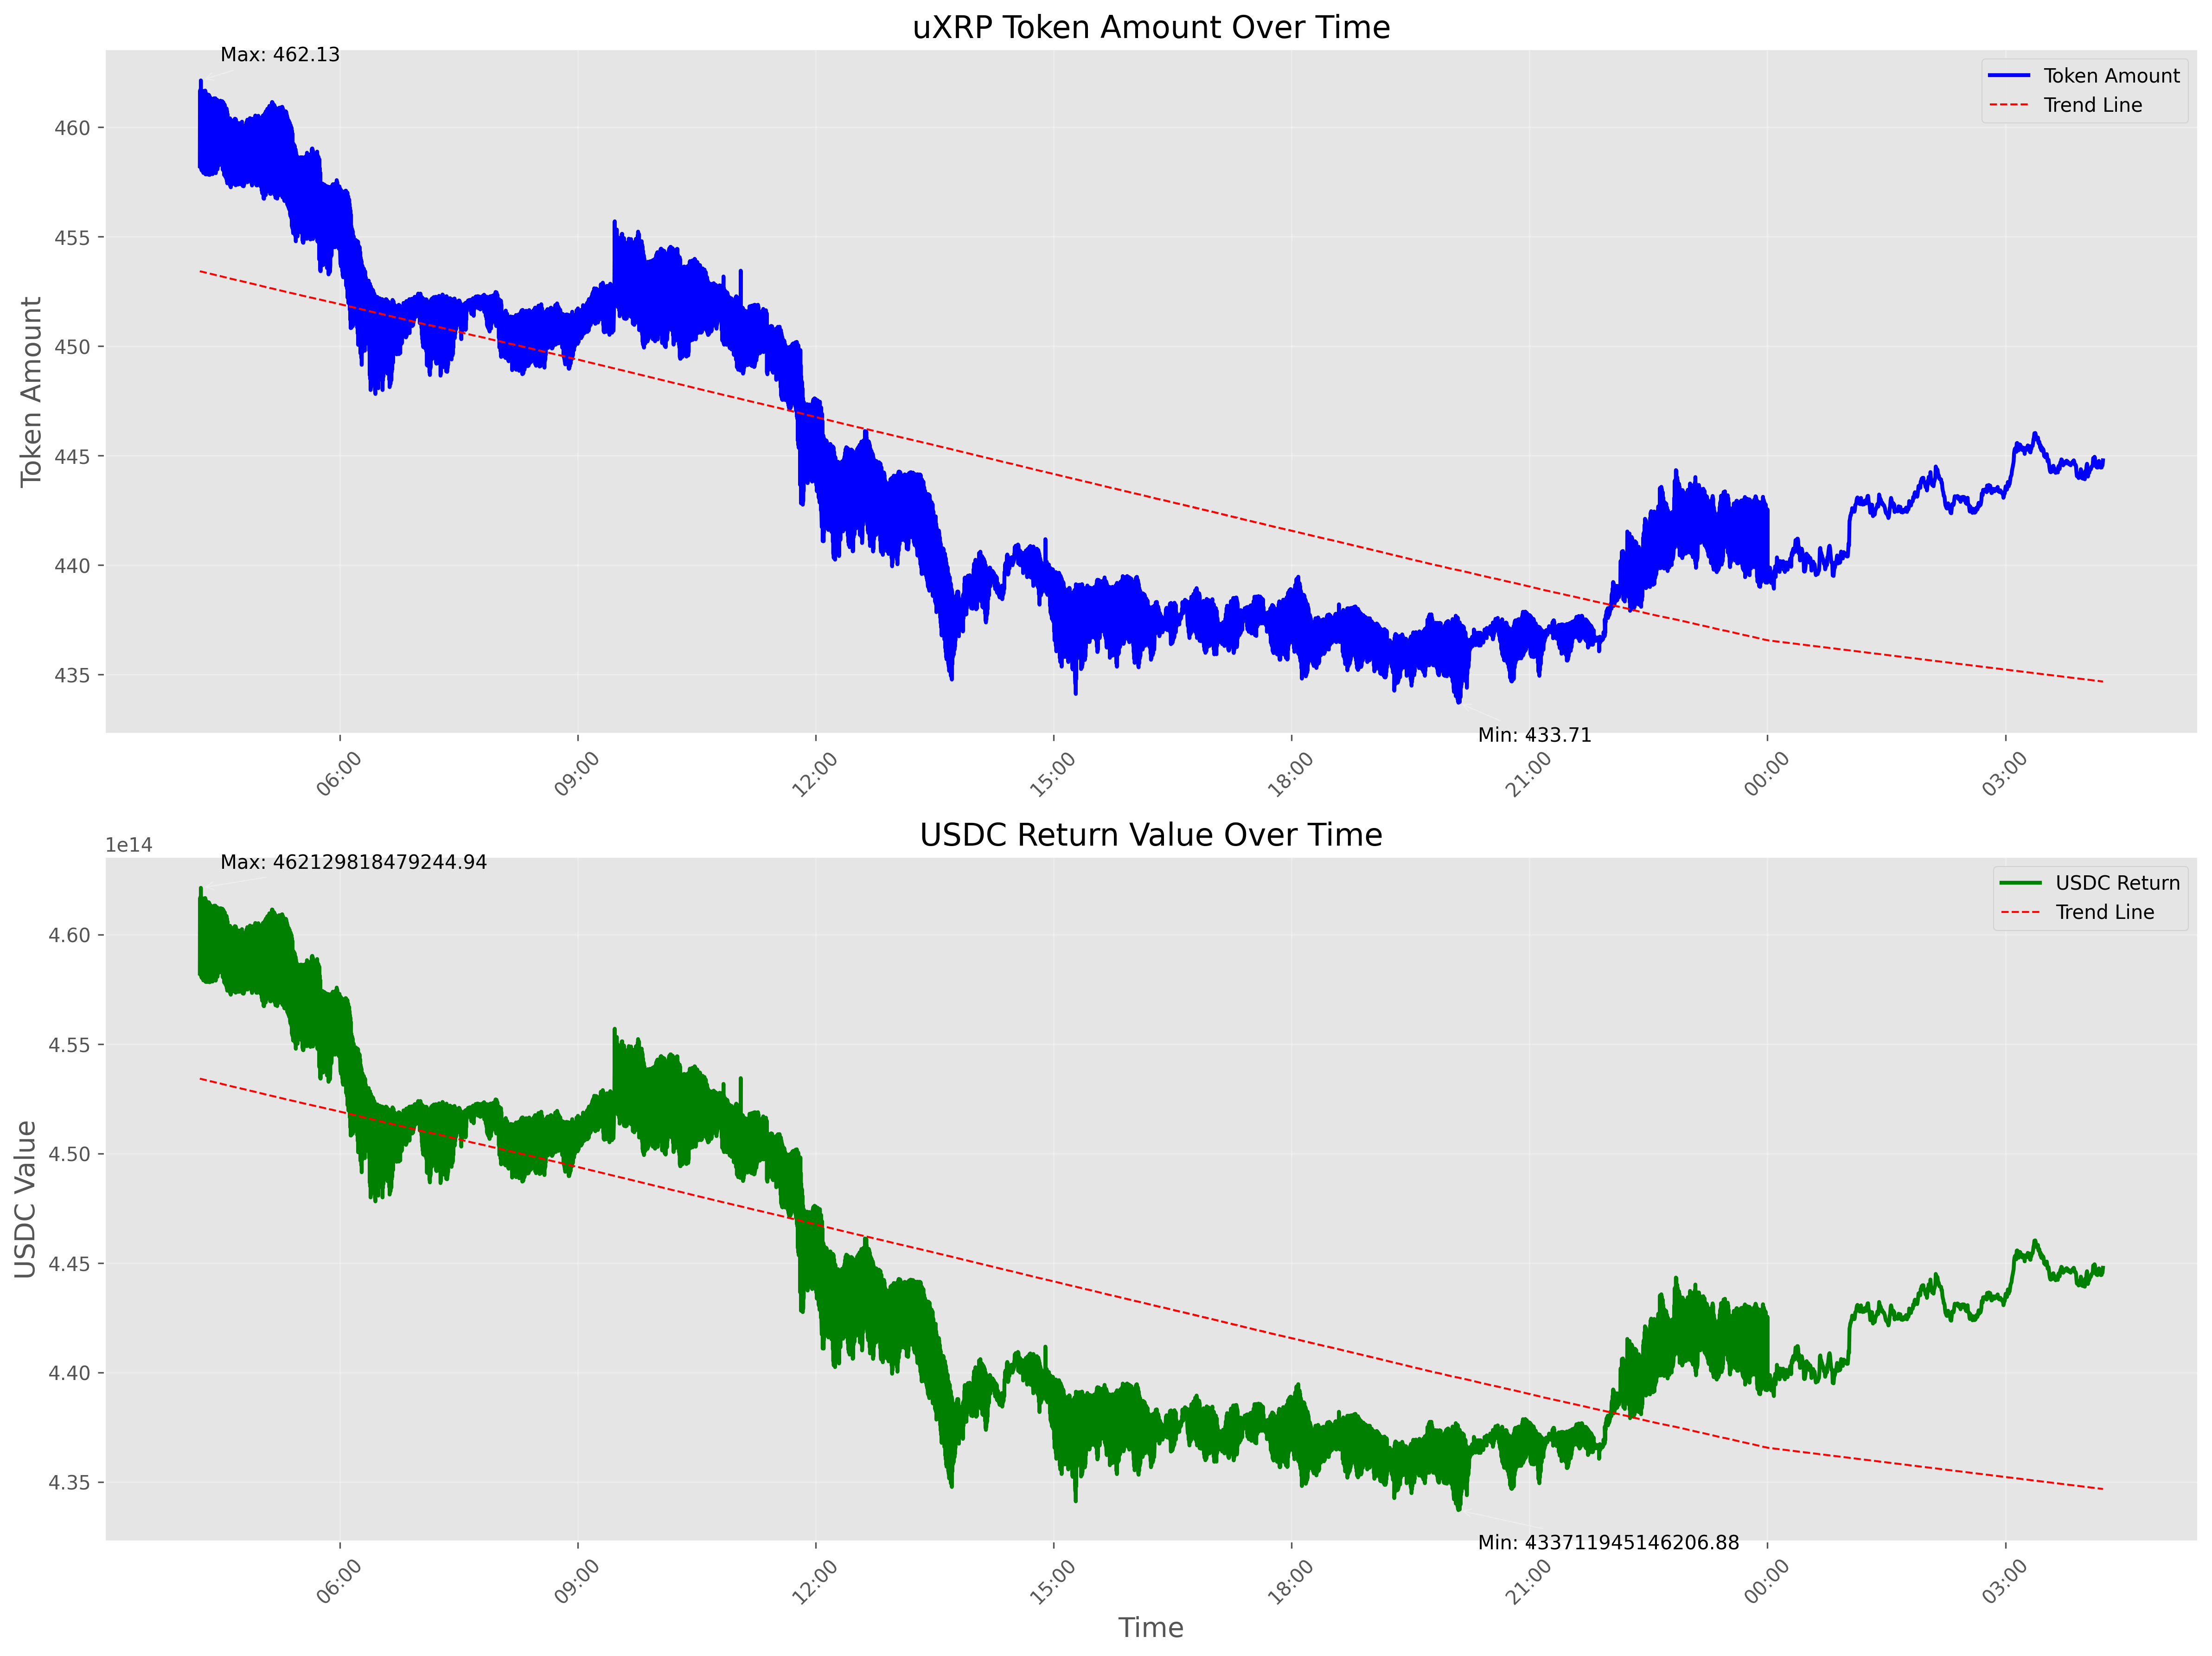 uXRP Token Amount Over Time
Max: 462.13
Token Amount
Trend Line
460
455
450
445
440
435
Token Amount
Min: 433.71
06:00
09:00
12:00
15:00
18:00
21:00
00:00
03:00
USDC Return Value Over Time
1e14
Max: 462129818479244.94
USDC Return
Trend Line
4.60
4.55
4.50
4.45
4.40
4.35
USDC Value
Min: 433711945146206.88
06:00
09:00
12:00
15:00
18:00
21:00
00:00
03:00
Time